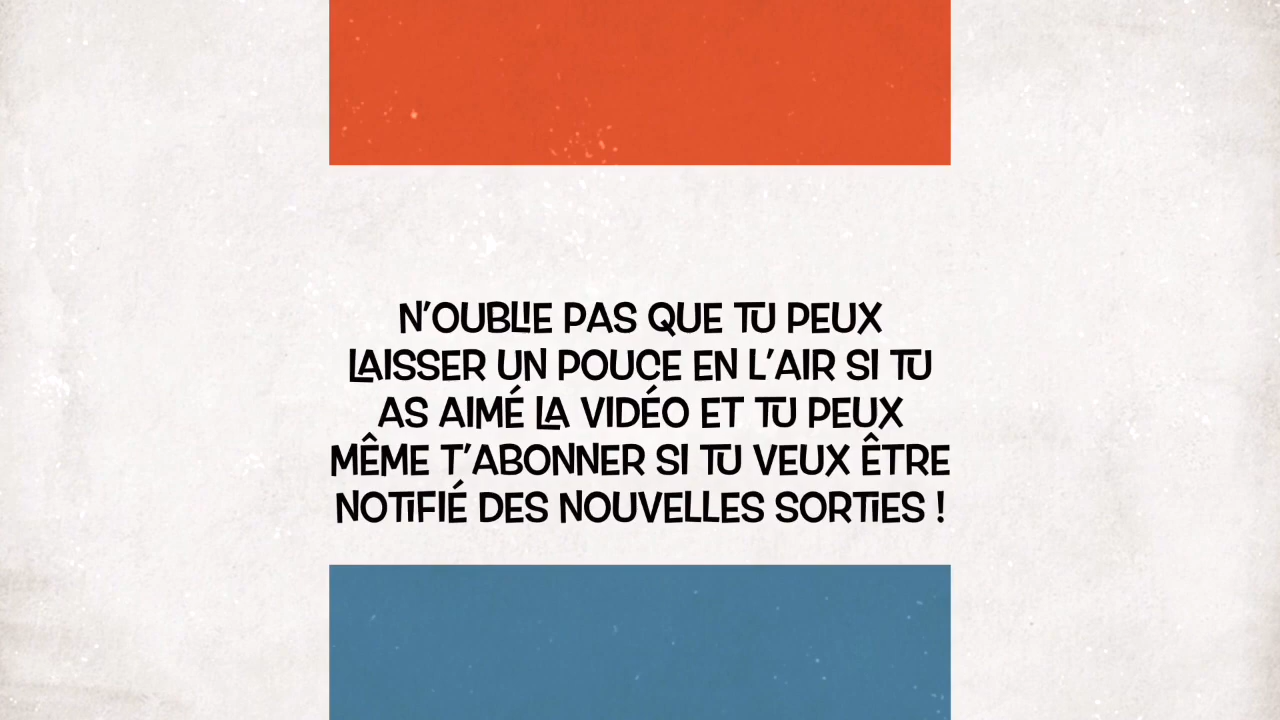 N'OUBLIE PAS QUE TU PEUX
LAISSER UN POUCE EN L'AIR SI TU
AS AIMÉ LA VIDÉO ET TU PEUX
MÊME T'ABONNER SI TU VEUX ÊTRE
NOTIFIÉ DES NOUVELLES SORTIES !